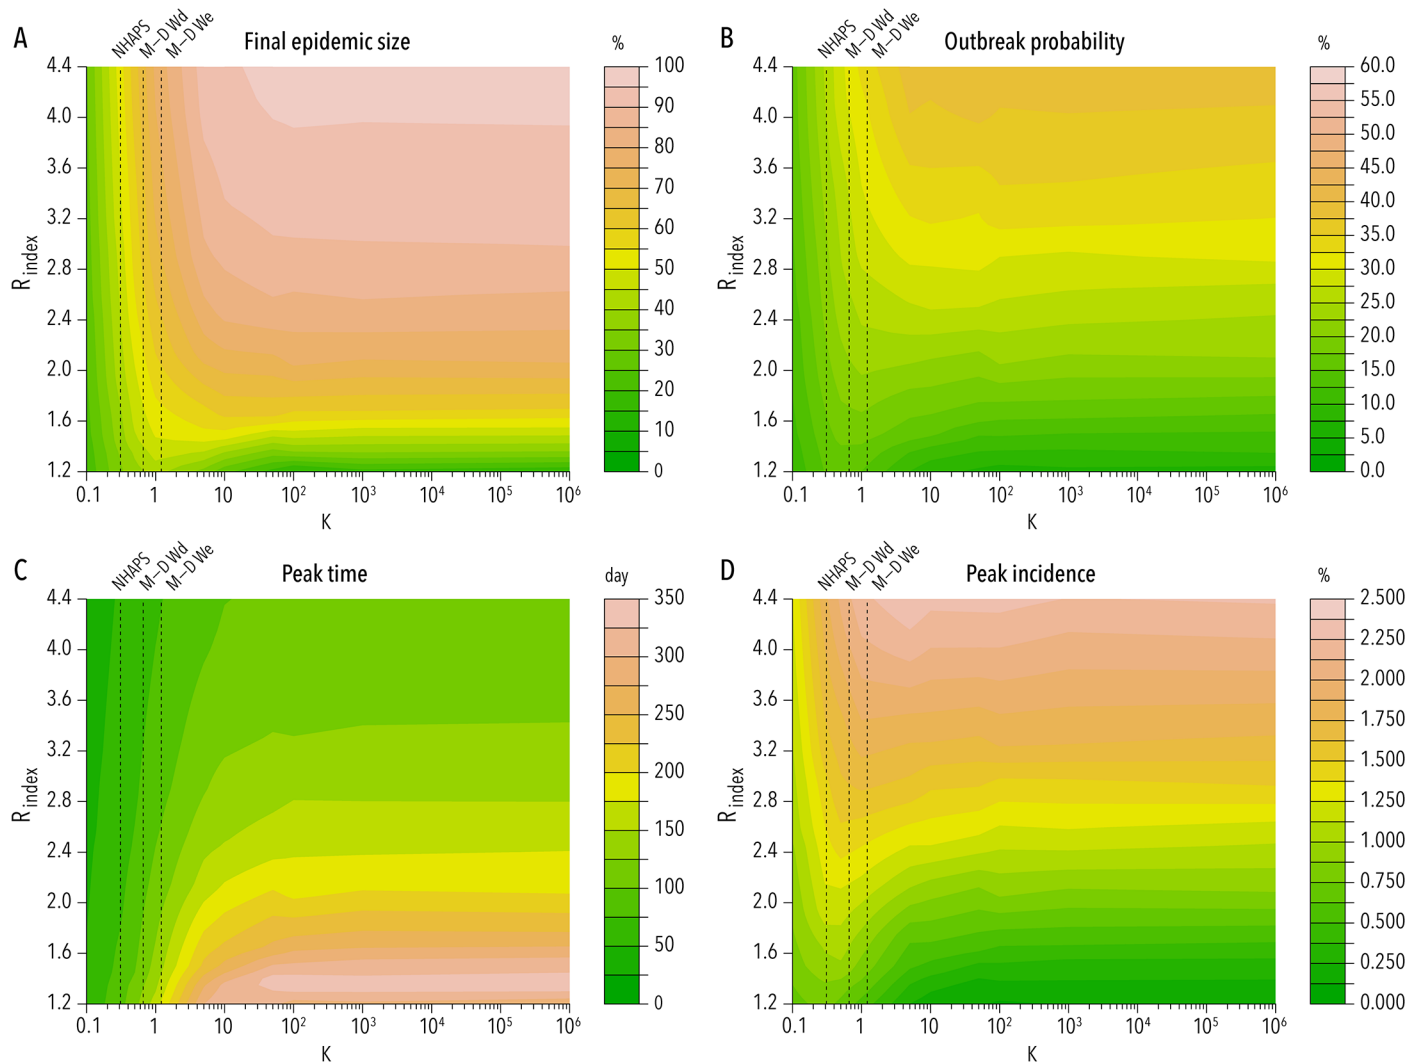 A
NHAPS
M–D Wd
M–D We
Final epidemic size
%
4.4
4.0
3.6
3.2
2.8
2.4
2.0
1.6
1.2
R index
0.1 1 10 10² 10³ 10⁴ 10⁵ 10⁶
K
100
90
80
70
60
50
40
30
20
10
0
B
NHAPS
M–D Wd
M–D We
Outbreak probability
%
4.4
4.0
3.6
3.2
2.8
2.4
2.0
1.6
1.2
R index
0.1 1 10 10² 10³ 10⁴ 10⁵ 10⁶
K
60.0
55.0
50.0
45.0
40.0
35.0
30.0
25.0
20.0
15.0
10.0
5.0
0.0
C
NHAPS
M–D Wd
M–D We
Peak time
day
4.4
4.0
3.6
3.2
2.8
2.4
2.0
1.6
1.2
R index
0.1 1 10 10² 10³ 10⁴ 10⁵ 10⁶
K
350
300
250
200
150
100
50
0
D
NHAPS
M–D Wd
M–D We
Peak incidence
%
4.4
4.0
3.6
3.2
2.8
2.4
2.0
1.6
1.2
R index
0.1 1 10 10² 10³ 10⁴ 10⁵ 10⁶
K
2.500
2.250
2.000
1.750
1.500
1.250
1.000
0.750
0.500
0.250
0.000